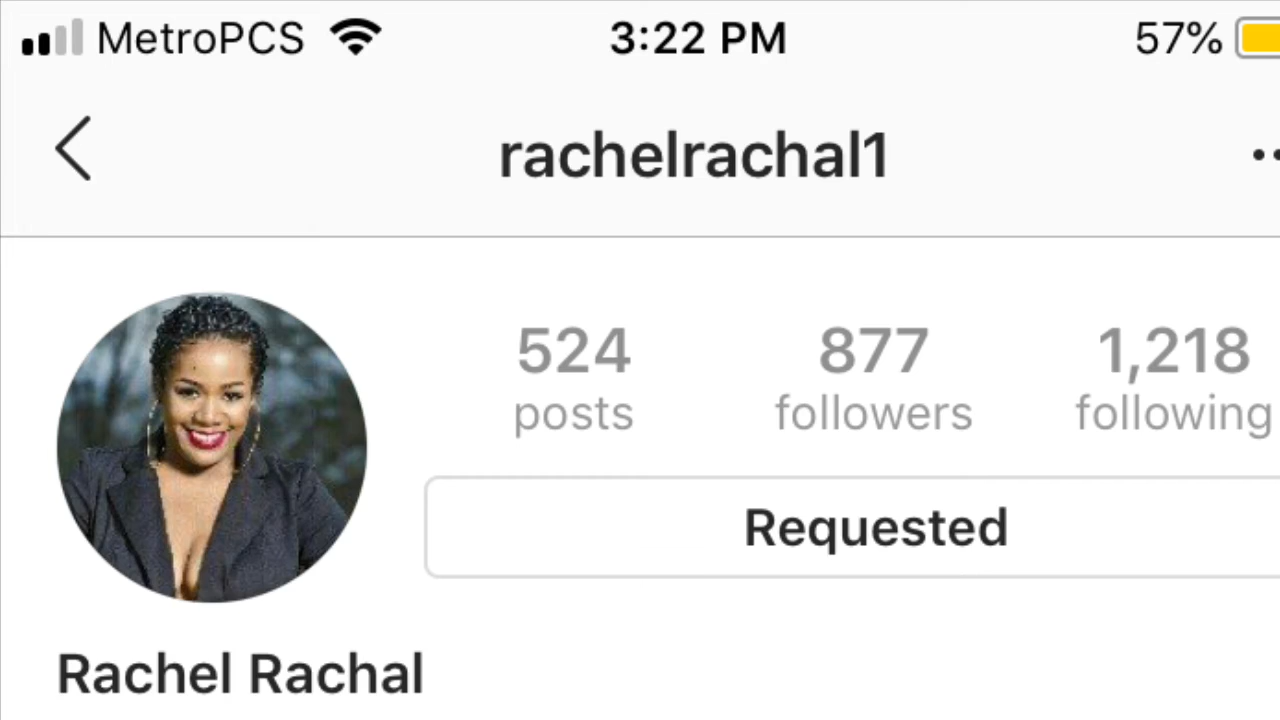 MetroPCS 3:22 PM 57%
rachelrachal1
524 877 1,218
posts followers following
Requested
Rachel Rachal